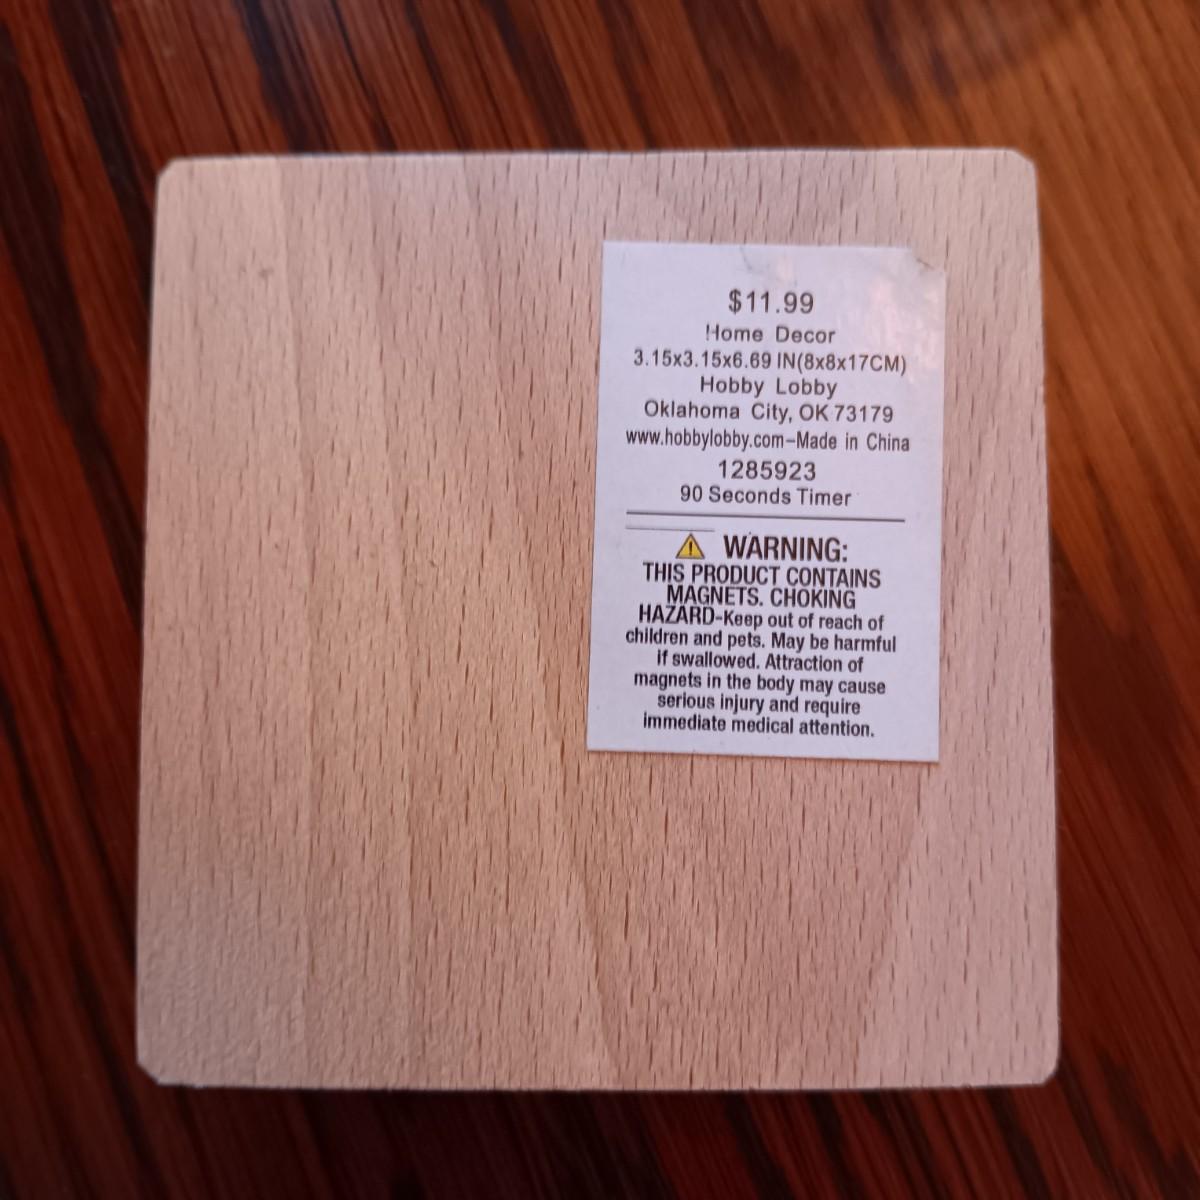 $11.99
Home Decor
3.15x3.15x6.69 IN(8x8x17CM)
Hobby Lobby
Oklahoma City, OK 73179
www.hobbylobby.com–Made in China
1285923
90 Seconds Timer
WARNING:
THIS PRODUCT CONTAINS
MAGNETS. CHOKING
HAZARD-Keep out of reach of
children and pets. May be harmful
if swallowed. Attraction of
magnets in the body may cause
serious injury and require
immediate medical attention.